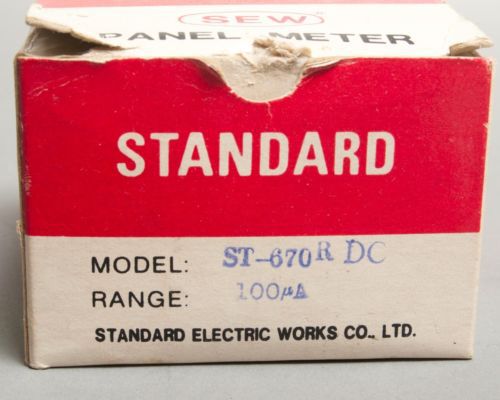 SEW
PANEL METER
STANDARD
MODEL: ST-670R DC
RANGE: 100µA
STANDARD ELECTRIC WORKS CO., LTD.